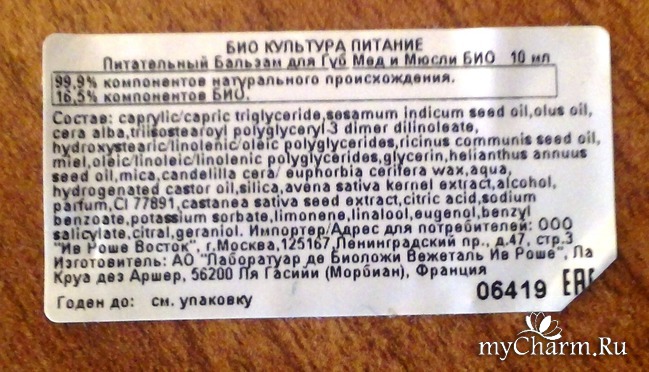 БИО КУЛЬТУРА ПИТАНИЕ
Питательный Бальзам для Губ Мед и Мюсли БИО 10 мл
99,9% компонентов натурального происхождения.
16,5% компонентов БИО.
Состав: caprylic/capric triglyceride,sesamum indicum seed oil,olus oil,
cera alba,triisostearoyl polyglyceryl-3 dimer dilinoleate,
hydroxystearic/linolenic/oleic polyglycerides,ricinus communis seed oil,
miel,oleic/linoleic/linolenic polyglycerides,glycerin,helianthus annuus
seed oil,mica,candelilla cera/ euphorbia cerifera wax,aqua,
hydrogenated castor oil,silica,avena sativa kernel extract,alcohol,
parfum,CI 77891,castanea sativa seed extract,citric acid,sodium
benzoate,potassium sorbate,limonene,linalool,eugenol,benzyl
salicylate,citral,geraniol. Импортер/Адрес для потребителей: ООО
"Ив Роше Восток", г.Москва,125167,Ленинградский пр., д.47, стр.3
Изготовитель: АО "Лаборатуар де Биоложи Вежеталь Ив Роше", Ла
Круа дез Аршер, 56200 Ля Гасийи (Морбиан), Франция
Годен до: см. упаковку
06419 EAC
myCharm.Ru